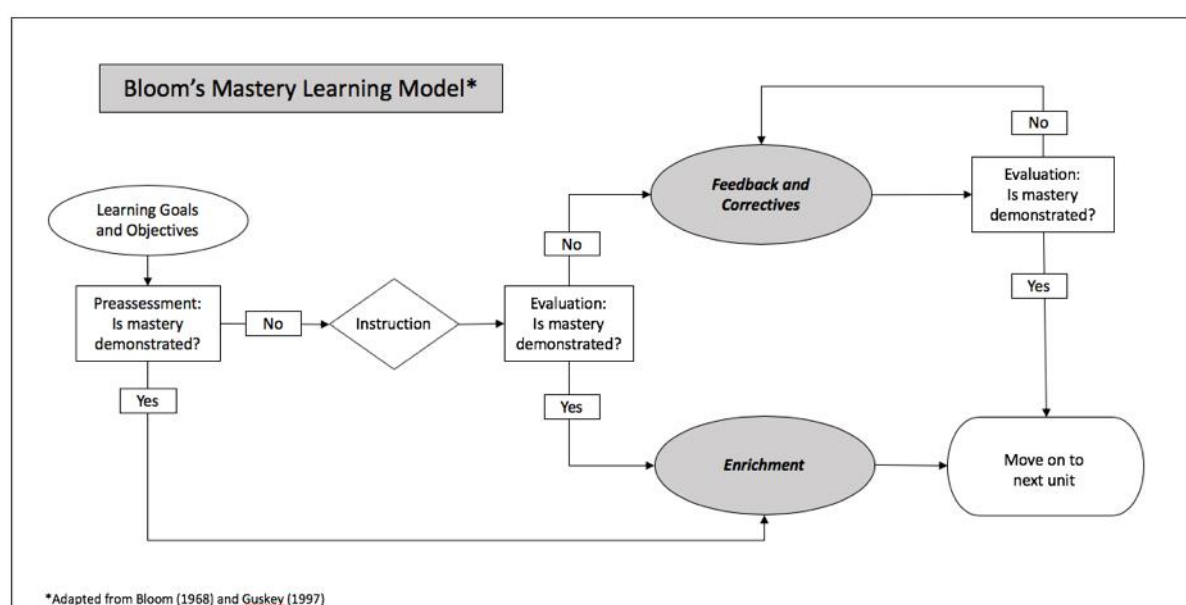 Bloom's Mastery Learning Model*
No
Feedback and
Correctives
Evaluation:
Is mastery
demonstrated?
Learning Goals
and Objectives
No
Yes
Preassessment:
Is mastery
demonstrated?
No
Instruction
Evaluation:
Is mastery
demonstrated?
Yes
Yes
Enrichment
Move on to
next unit
*Adapted from Bloom (1968) and Guskey (1997)